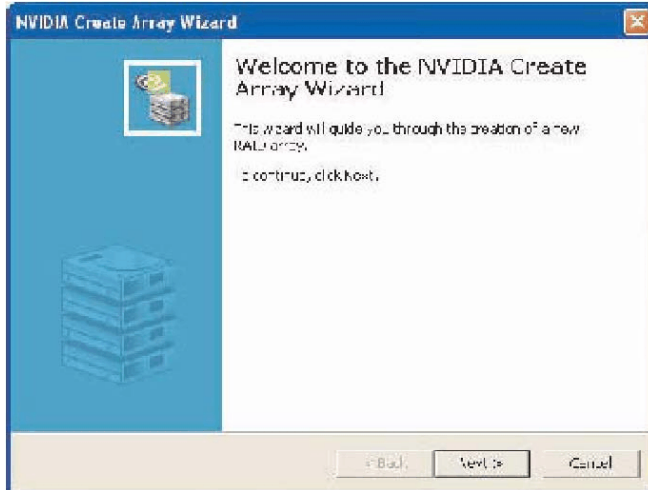 NVIDIA Create Array Wizard
Welcome to the NVIDIA Create
Array Wizard
This wizard will guide you through the creation of a new
RAID array.
To continue, click Next.
< Back
Next >
Cancel